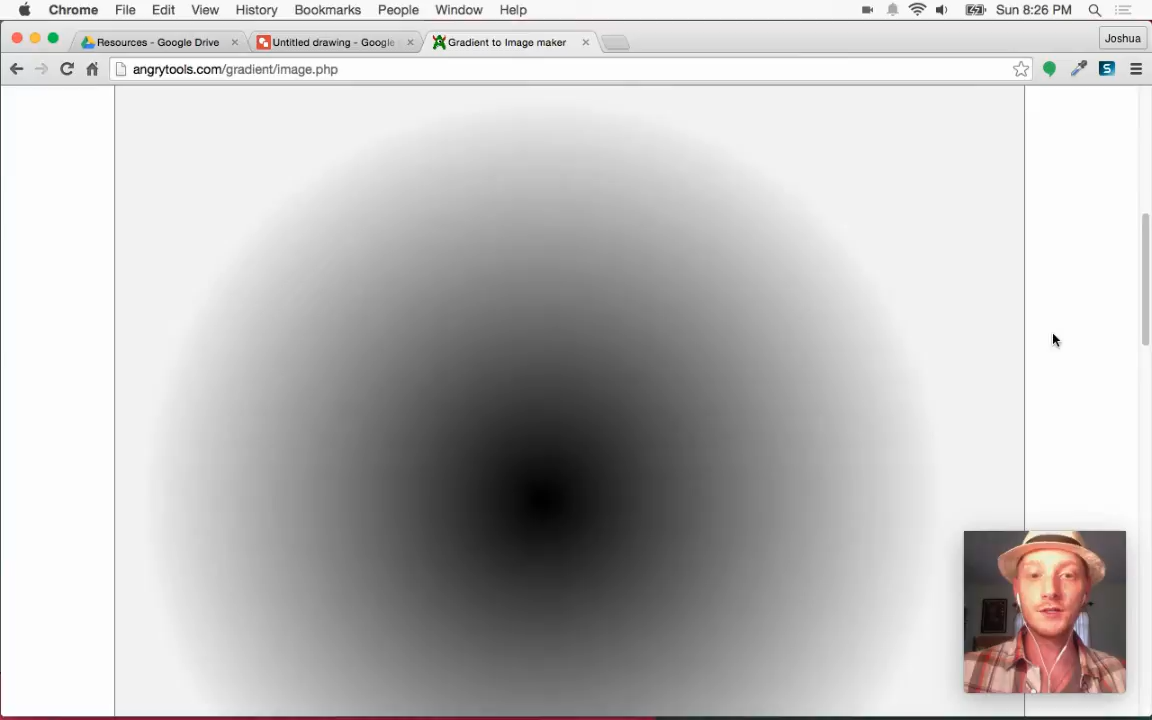 Chrome File Edit View History Bookmarks People Window Help Sun 8:26 PM
Resources - Google Drive Untitled drawing - Google Gradient to Image maker Joshua
angrytools.com/gradient/image.php S